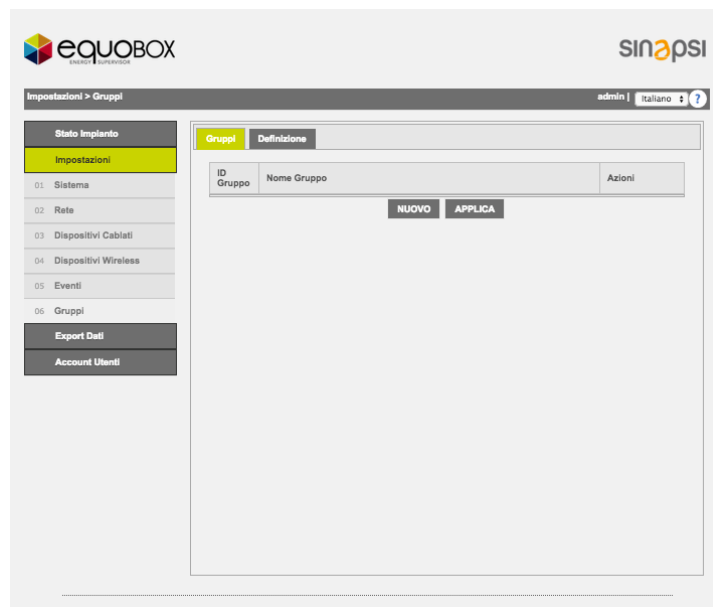 equoBOX
ENERGY SUPERVISOR
sinapsi
Impostazioni > Gruppi
admin | Italiano ?
Stato Impianto
Impostazioni
01 Sistema
02 Rete
03 Dispositivi Cablati
04 Dispositivi Wireless
05 Eventi
06 Gruppi
Export Dati
Account Utenti
Gruppi Definizione
ID Gruppo Nome Gruppo Azioni
NUOVO APPLICA